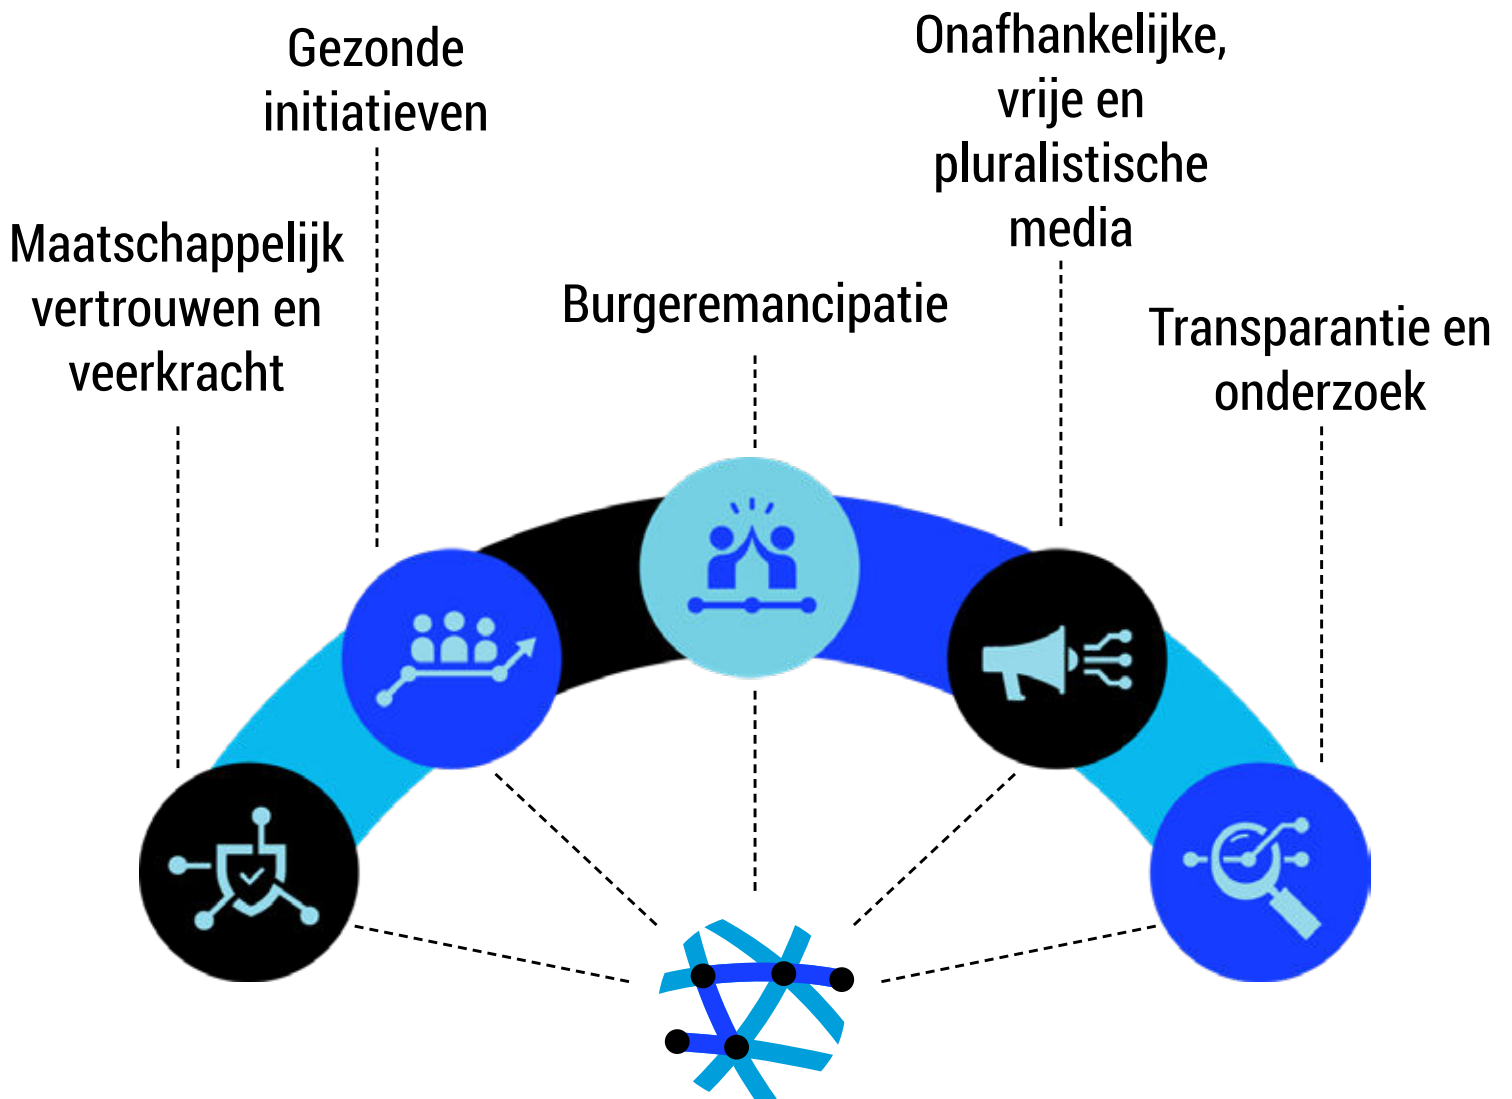 Maatschappelijk
vertrouwen en
veerkracht
Gezonde
initiatieven
Burgeremancipatie
Onafhankelijke,
vrije en
pluralistische
media
Transparantie en
onderzoek